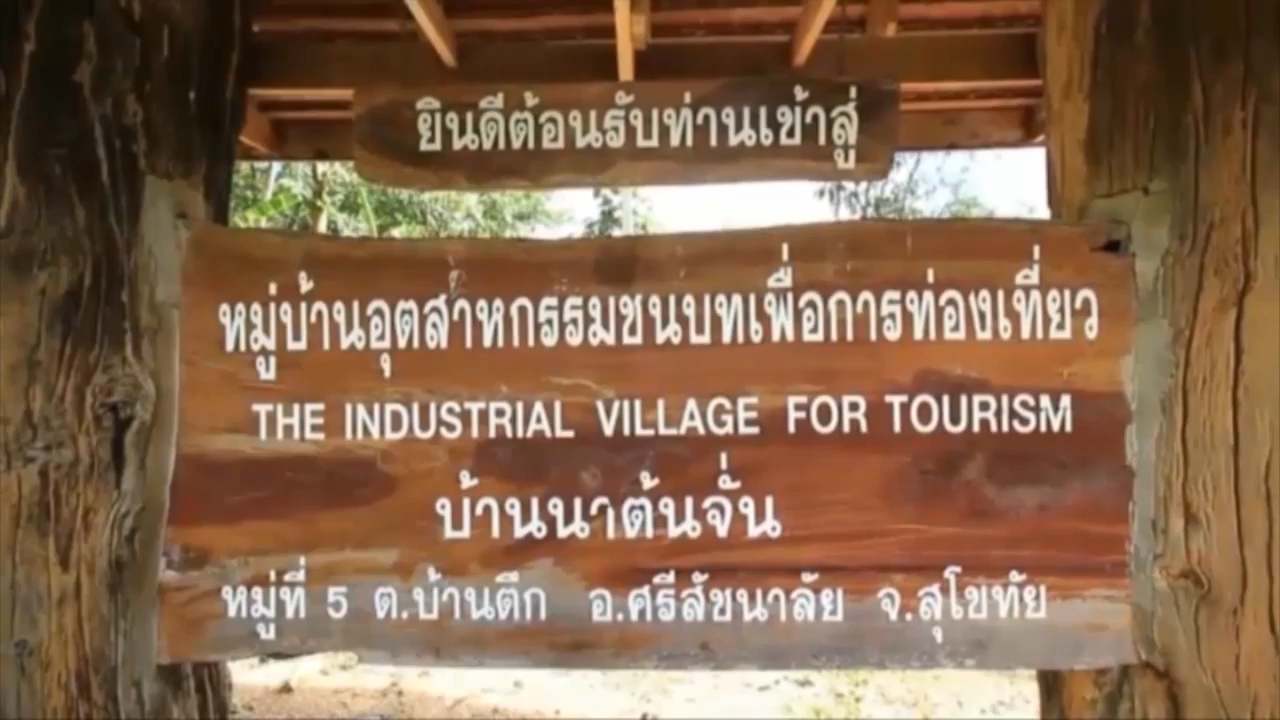 ยินดีต้อนรับท่านเข้าสู่
หมู่บ้านอุตสาหกรรมชนบทเพื่อการท่องเที่ยว
THE INDUSTRIAL VILLAGE FOR TOURISM
บ้านนาต้นจั่น
หมู่ที่ 5 ต.บ้านตึก อ.ศรีสัชนาลัย จ.สุโขทัย